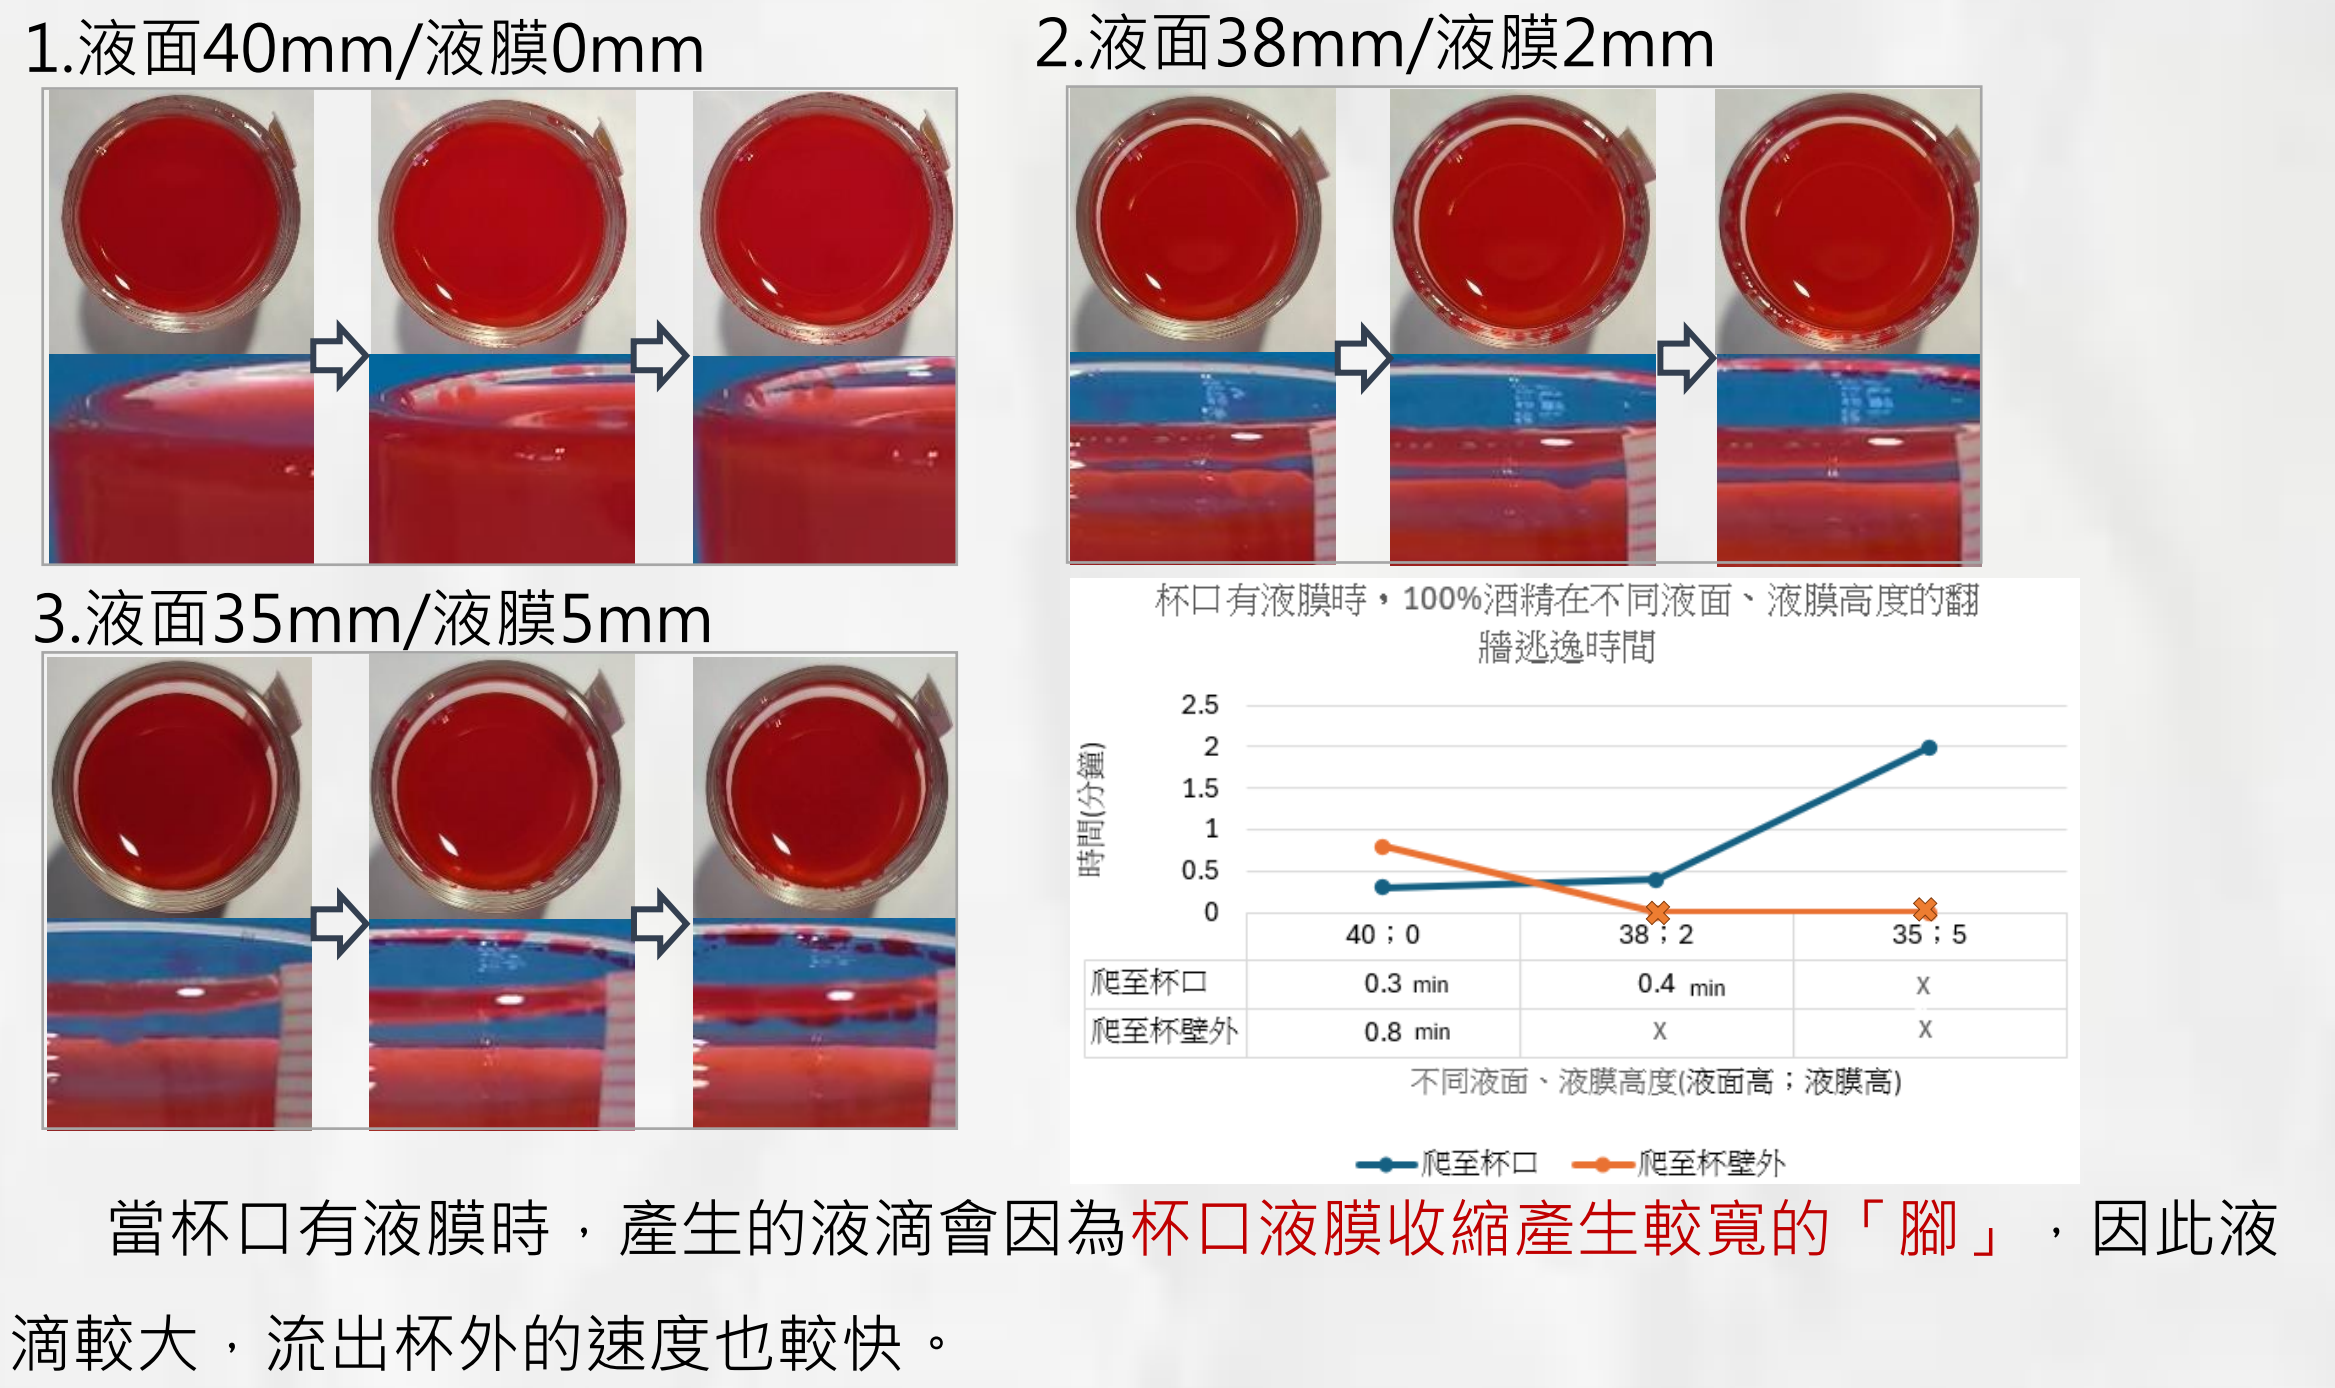 1.液面40mm/液膜0mm
2.液面38mm/液膜2mm
3.液面35mm/液膜5mm
杯口有液膜時，100%酒精在不同液面、液膜高度的翻
牆逃逸時間
時間(分鐘)
2.5
2
1.5
1
0.5
0
40；0 38；2 35；5
爬至杯口 0.3 min 0.4 min X
爬至杯壁外 0.8 min X X
不同液面、液膜高度(液面高；液膜高)
爬至杯口 爬至杯壁外
當杯口有液膜時，產生的液滴會因為杯口液膜收縮產生較寬的「腳」，因此液
滴較大，流出杯外的速度也較快。